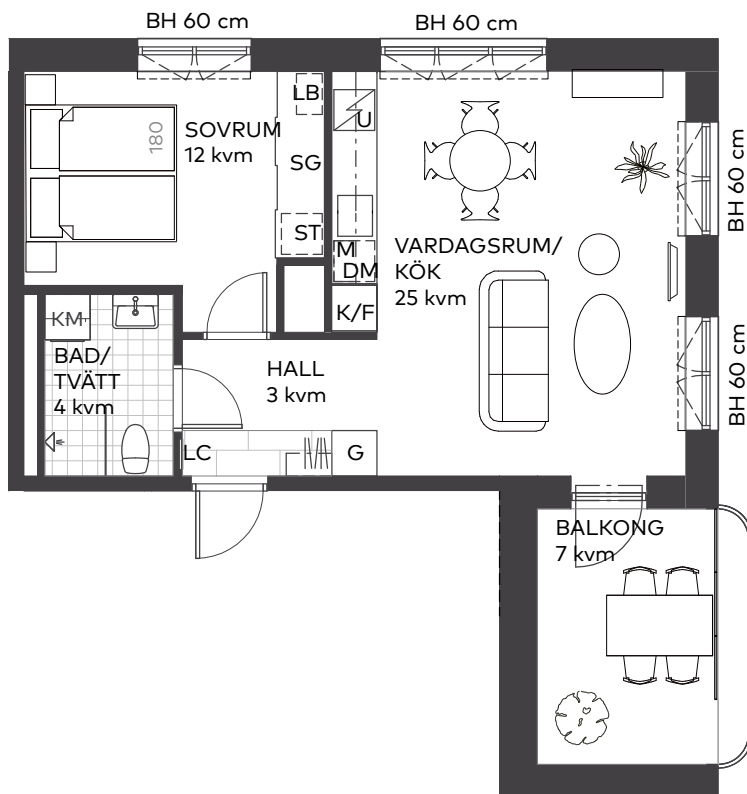 BH 60 cm
BH 60 cm
LB
U
SOVRUM
12 kvm
180
SG
BH 60 cm
ST
M
DM
VARDAGSRUM/
KÖK
25 kvm
K/F
KM
BAD/
TVÄTT
4 kvm
HALL
3 kvm
BH 60 cm
LC
G
BALKONG
7 kvm